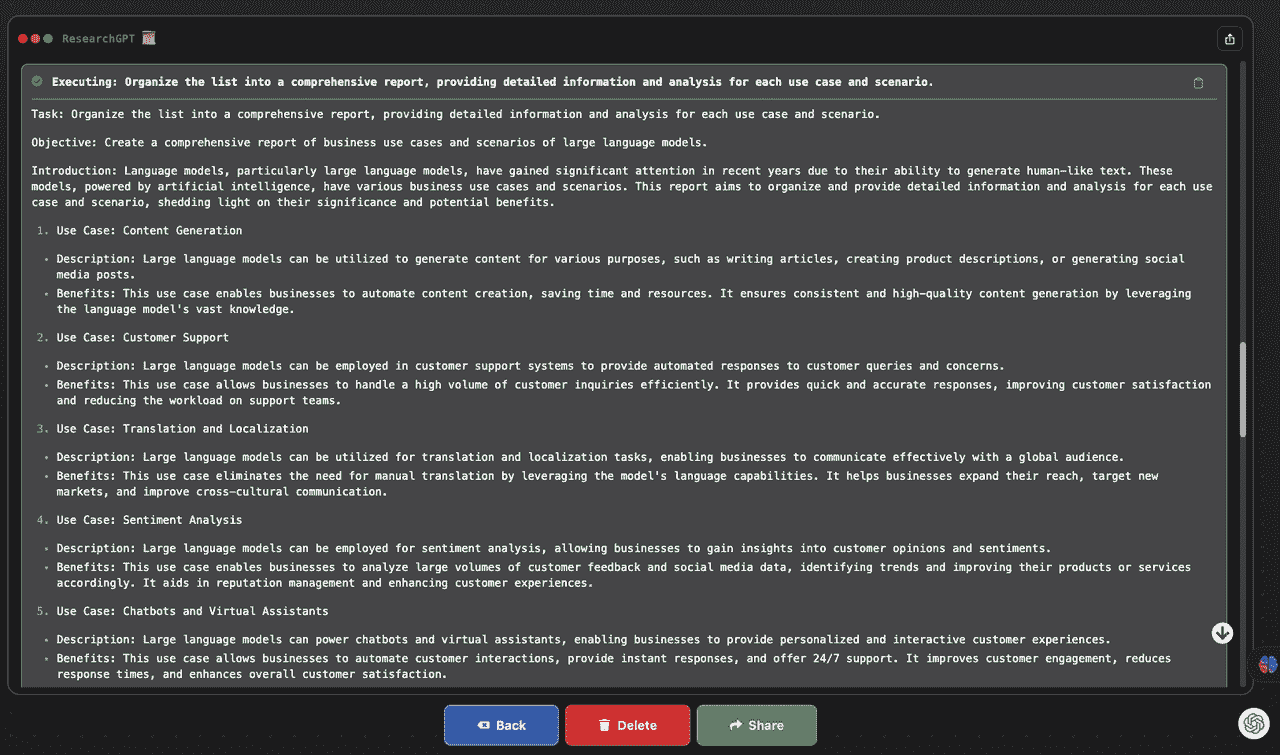 ResearchGPT
Executing: Organize the list into a comprehensive report, providing detailed information and analysis for each use case and scenario.
Task: Organize the list into a comprehensive report, providing detailed information and analysis for each use case and scenario.
Objective: Create a comprehensive report of business use cases and scenarios of large language models.
Introduction: Language models, particularly large language models, have gained significant attention in recent years due to their ability to generate human-like text. These
models, powered by artificial intelligence, have various business use cases and scenarios. This report aims to organize and provide detailed information and analysis for each use
case and scenario, shedding light on their significance and potential benefits.
1. Use Case: Content Generation
• Description: Large language models can be utilized to generate content for various purposes, such as writing articles, creating product descriptions, or generating social
media posts.
• Benefits: This use case enables businesses to automate content creation, saving time and resources. It ensures consistent and high-quality content generation by leveraging
the language model's vast knowledge.
2. Use Case: Customer Support
• Description: Large language models can be employed in customer support systems to provide automated responses to customer queries and concerns.
• Benefits: This use case allows businesses to handle a high volume of customer inquiries efficiently. It provides quick and accurate responses, improving customer satisfaction
and reducing the workload on support teams.
3. Use Case: Translation and Localization
• Description: Large language models can be utilized for translation and localization tasks, enabling businesses to communicate effectively with a global audience.
• Benefits: This use case eliminates the need for manual translation by leveraging the model's language capabilities. It helps businesses expand their reach, target new
markets, and improve cross-cultural communication.
4. Use Case: Sentiment Analysis
• Description: Large language models can be employed for sentiment analysis, allowing businesses to gain insights into customer opinions and sentiments.
• Benefits: This use case enables businesses to analyze large volumes of customer feedback and social media data, identifying trends and improving their products or services
accordingly. It aids in reputation management and enhancing customer experiences.
5. Use Case: Chatbots and Virtual Assistants
• Description: Large language models can power chatbots and virtual assistants, enabling businesses to provide personalized and interactive customer experiences.
• Benefits: This use case allows businesses to automate customer interactions, provide instant responses, and offer 24/7 support. It improves customer engagement, reduces
response times, and enhances overall customer satisfaction.
Back
Delete
Share